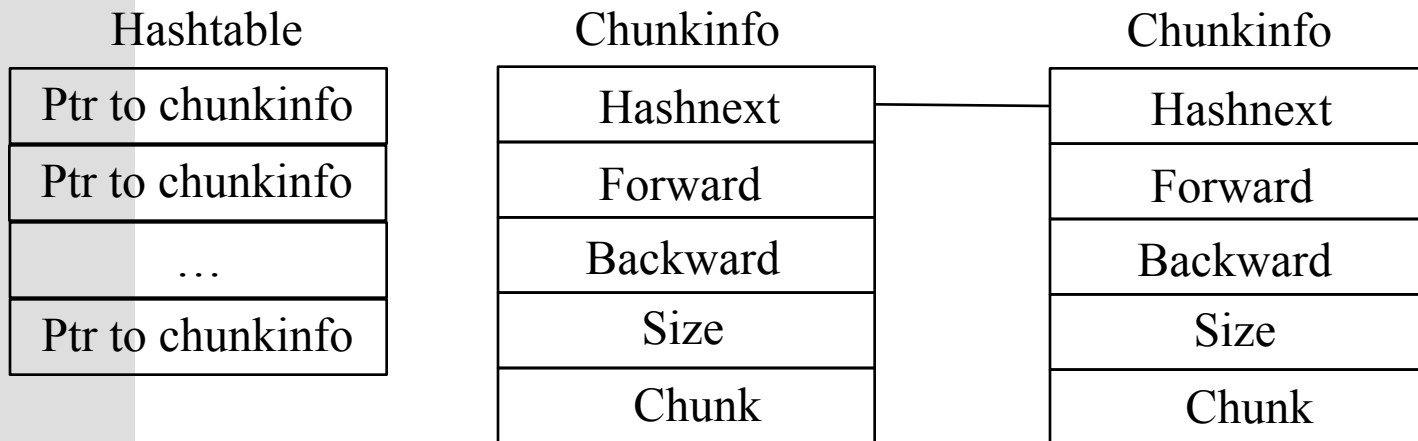 Hashtable
Ptr to chunkinfo
Ptr to chunkinfo
…
Ptr to chunkinfo
Chunkinfo
Hashnext
Forward
Backward
Size
Chunk
Chunkinfo
Hashnext
Forward
Backward
Size
Chunk